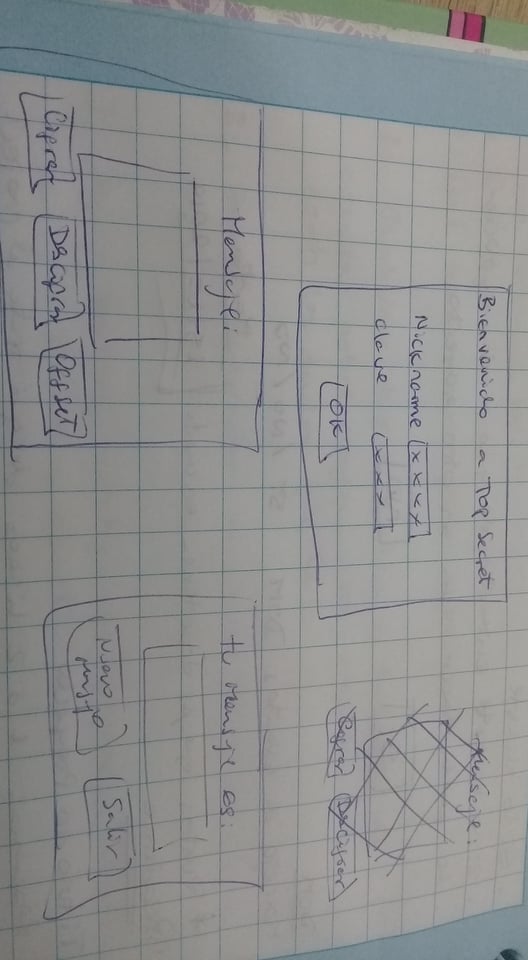 Bienvenido a TOP Secret
Nickname xxxx
clave xxx
OK
Mensaje:
Cifrar Descifrar
Mensaje:
Cifrar Descifrar Offset
tu Mensaje es:
Nuevo
mensaje
Salir